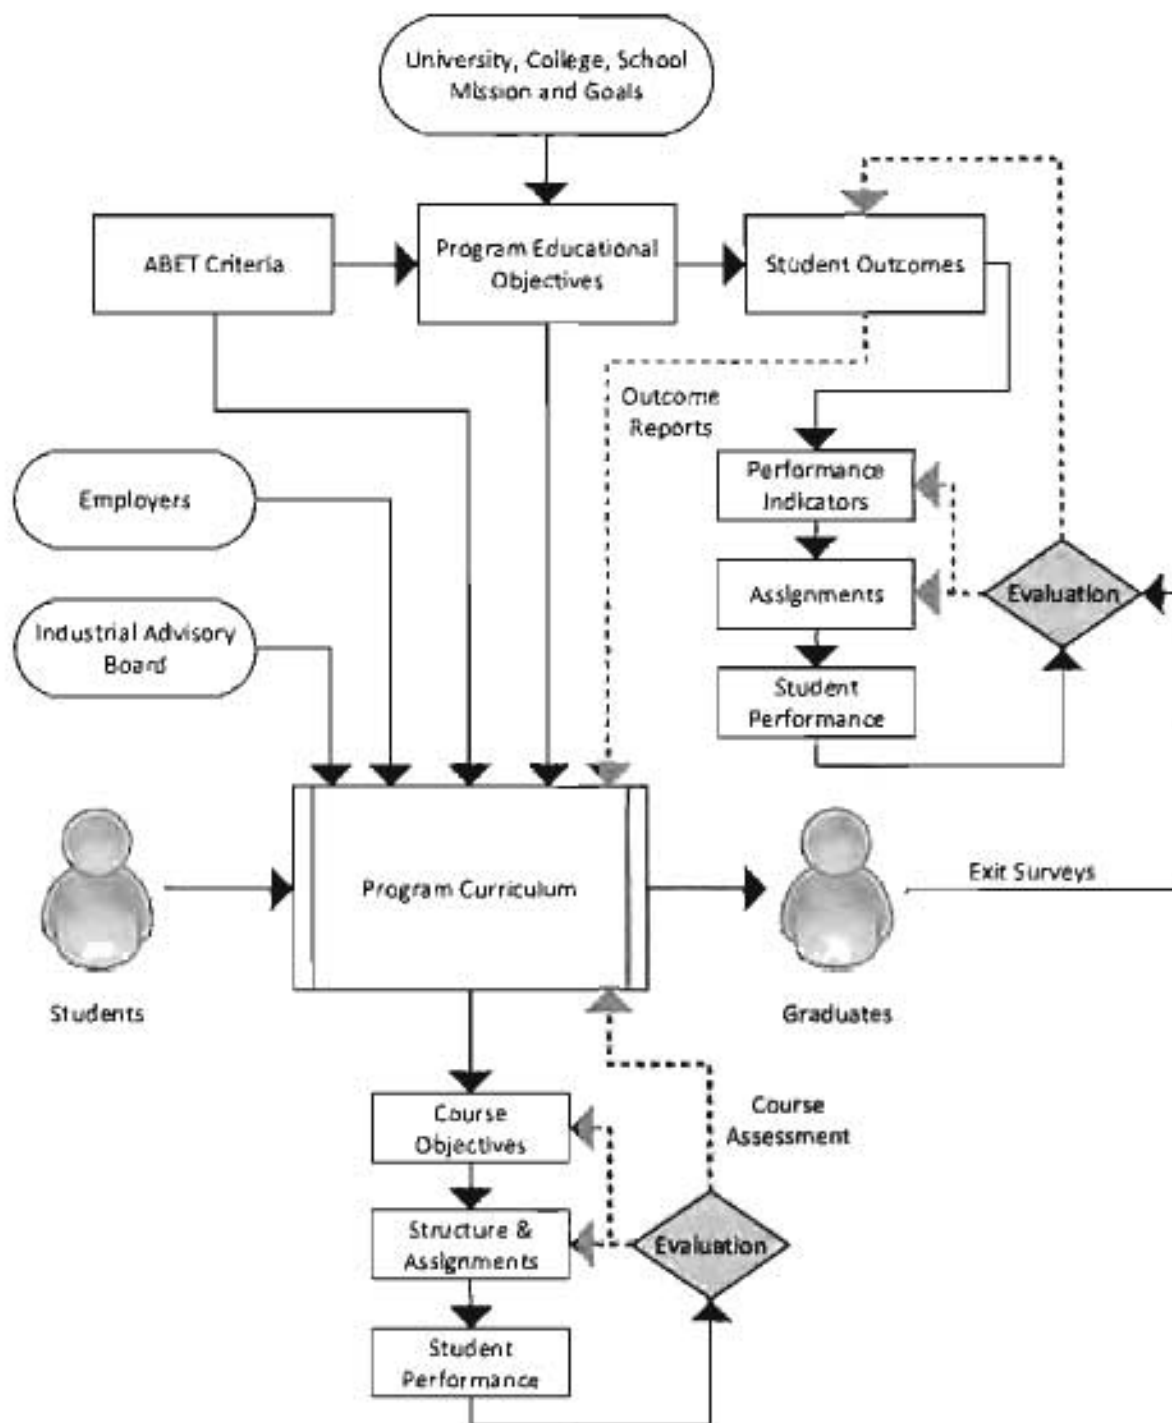 University, College, School
Mission and Goals
ABET Criteria
Program Educational
Objectives
Student Outcomes
Outcome
Reports
Employers
Performance
Indicators
Assignments
Evaluation
Industrial Advisory
Board
Student
Performance
Program Curriculum
Exit Surveys
Students
Graduates
Course
Objectives
Course
Assessment
Structure &
Assignments
Evaluation
Student
Performance